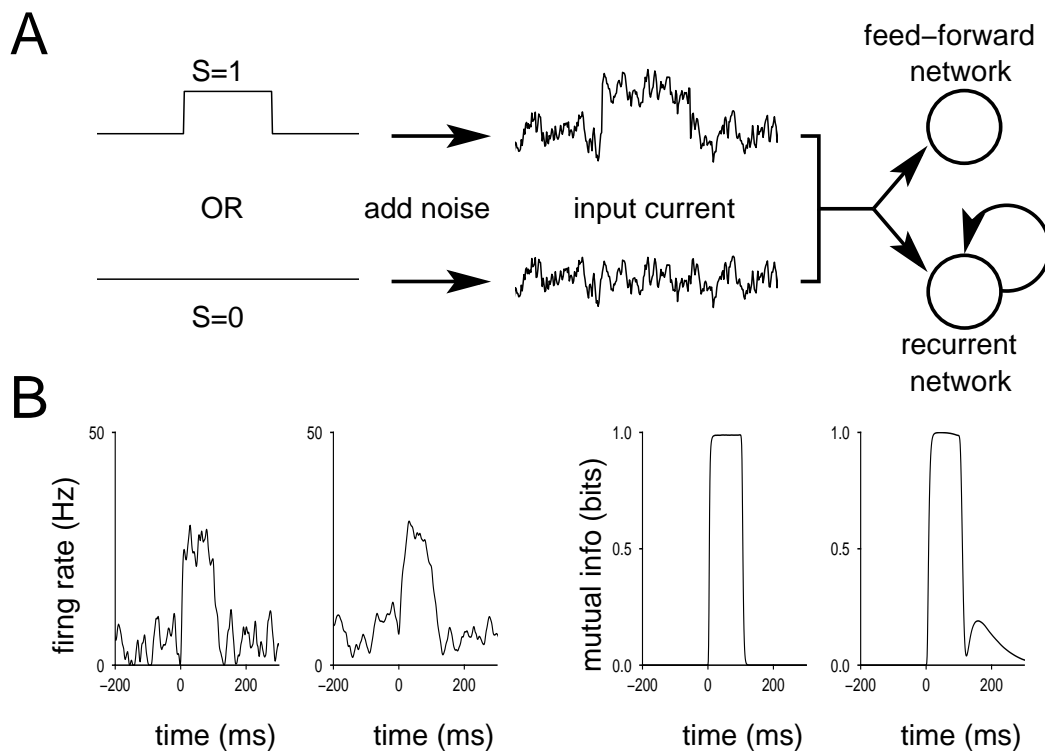 A
feed−forward
network
S=1
OR
add noise
input current
S=0
recurrent
network
B
firng rate (Hz)
50
0
−200
0
200
time (ms)
50
0
−200
0
200
time (ms)
mutual info (bits)
1.0
0.5
0.0
−200
0
200
time (ms)
1.0
0.5
0.0
−200
0
200
time (ms)